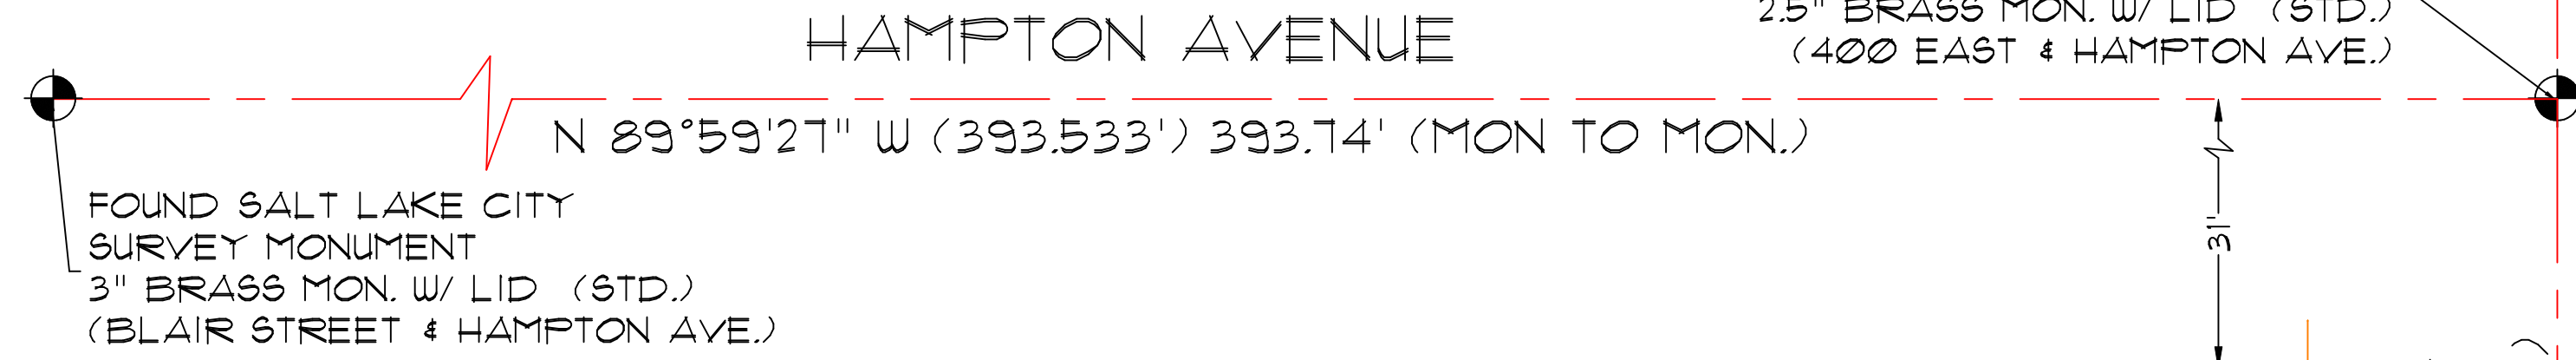 HAMPTON AVENUE
2.5" BRASS MON. W/ LID (STD.)
(400 EAST & HAMPTON AVE.)
N 89°59'27" W (393.533') 393.74' (MON TO MON.)
FOUND SALT LAKE CITY
SURVEY MONUMENT
3" BRASS MON. W/ LID (STD.)
(BLAIR STREET & HAMPTON AVE.)
31'